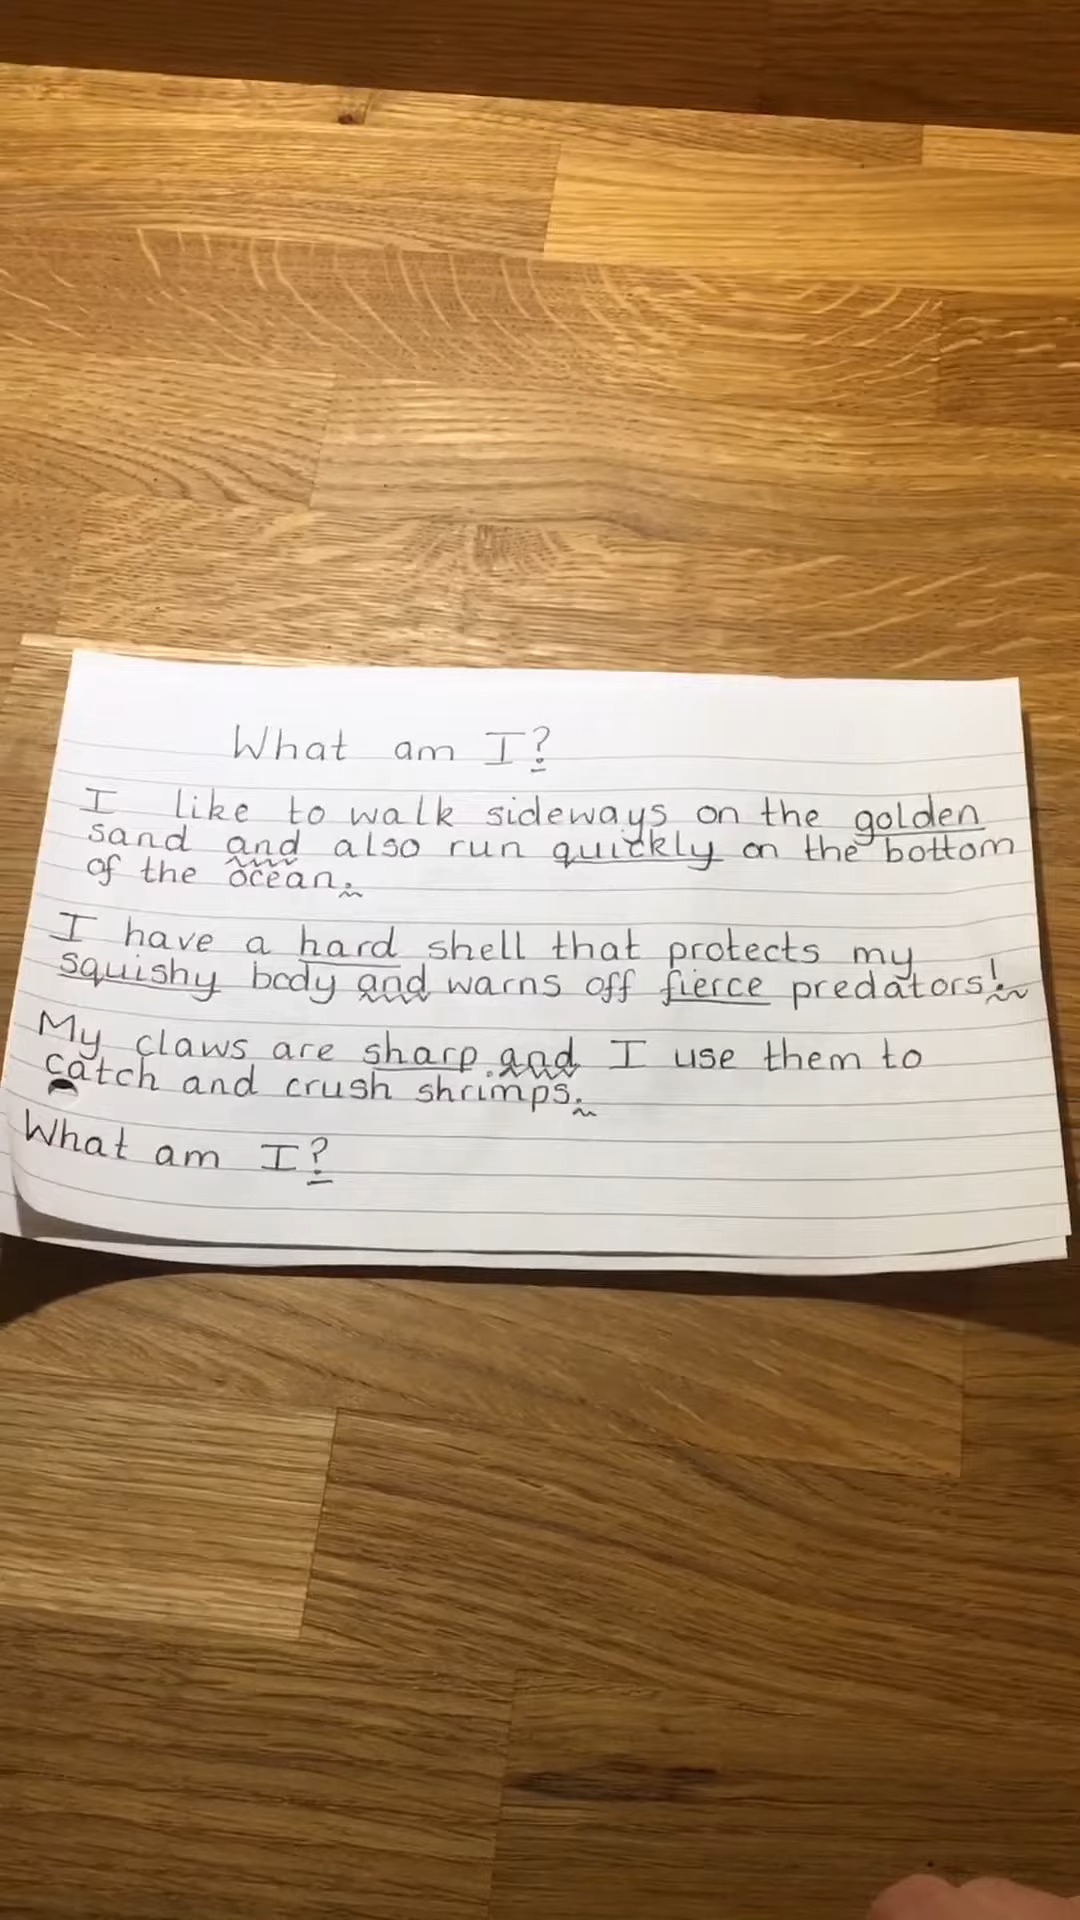 What am I?
I like to walk sideways on the golden
sand and also run quickly on the bottom
of the ocean.
I have a hard shell that protects my
squishy body and warns off fierce predators!
My claws are sharp and I use them to
catch and crush shrimps.
What am I?